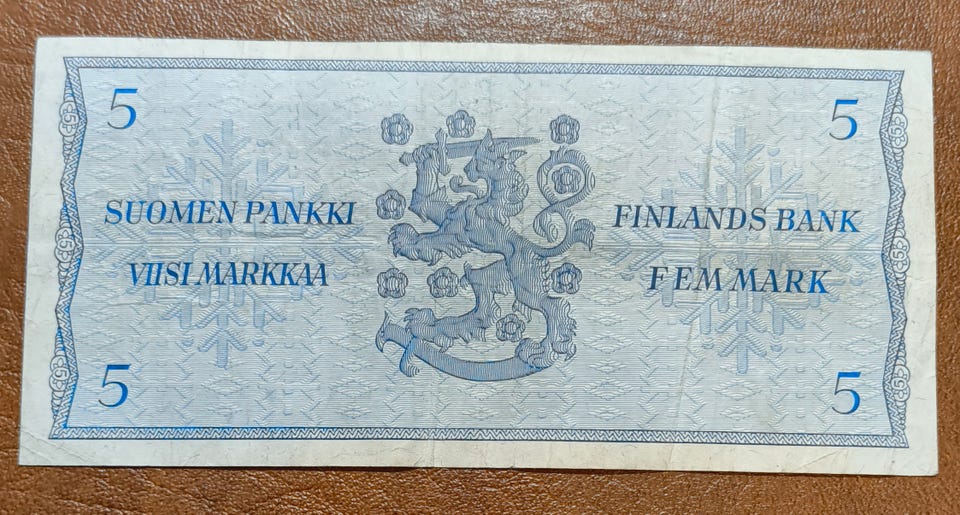 5 5
SUOMEN PANKKI FINLANDS BANK
VIISI MARKKAA FEM MARK
5 5